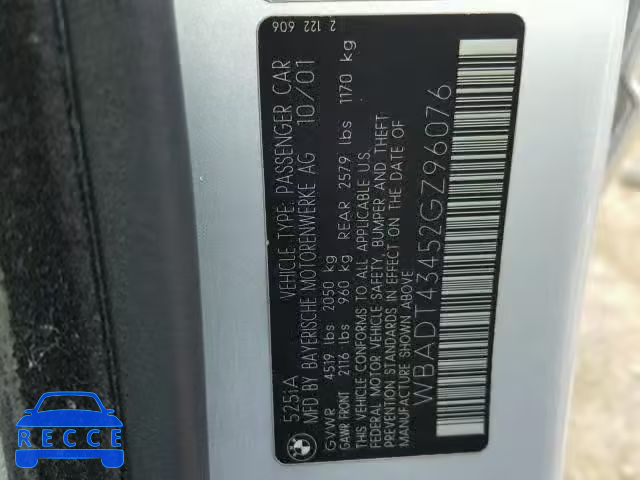 2 122 606
525iA VEHICLE TYPE: PASSENGER CAR
MFD BY BAYERISCHE MOTORENWERKE AG 10/01
GVWR 4519 lbs 2050 kg
GAWR FRONT 2116 lbs 960 kg REAR 2579 lbs 1170 kg
THIS VEHICLE CONFORMS TO ALL APPLICABLE U.S.
FEDERAL MOTOR VEHICLE SAFETY, BUMPER AND THEFT
PREVENTION STANDARDS IN EFFECT ON THE DATE OF
MANUFACTURE SHOWN ABOVE
WBADT43452GZ96076
BMW
RECCE